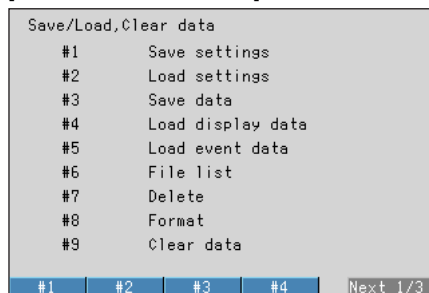 Save/Load,Clear data
#1 Save settings
#2 Load settings
#3 Save data
#4 Load display data
#5 Load event data
#6 File list
#7 Delete
#8 Format
#9 Clear data
#1 #2 #3 #4 Next 1/3